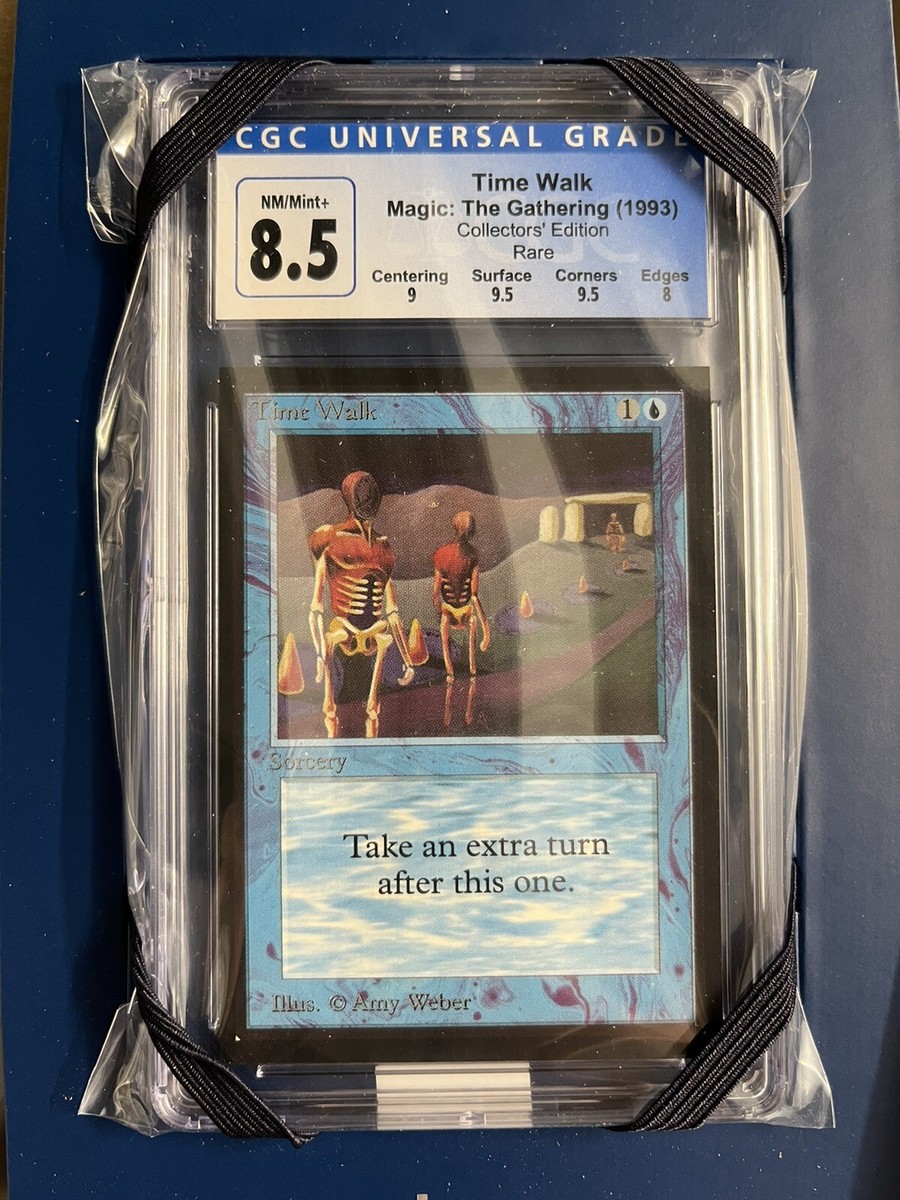 CGC UNIVERSAL GRADE
NM/Mint+
8.5
Time Walk
Magic: The Gathering (1993)
Collectors' Edition
Rare
Centering Surface Corners Edges
9 9.5 9.5 8
Time Walk 1
Sorcery
Take an extra turn
after this one.
Illus. © Amy Weber